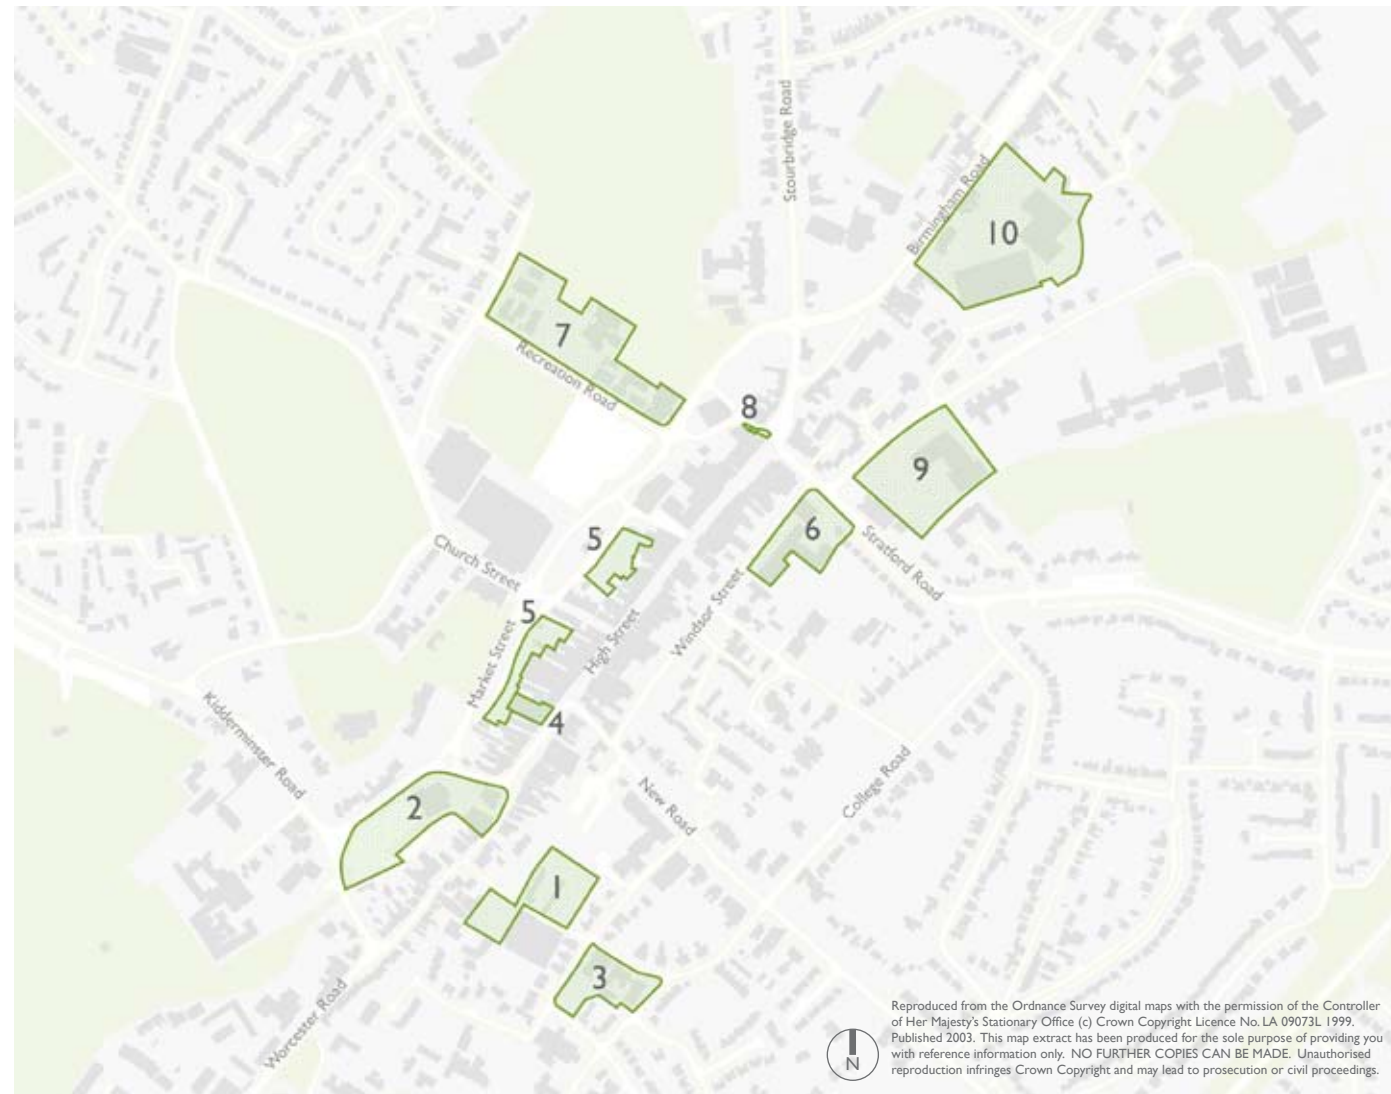 Stourbridge Road
Birmingham Road
10
7
Recreation Road
8
9
6
Stratford Road
5
Church Street
5
Market Street
High Street
Windsor Street
4
Kidderminster Road
2
New Road
College Road
1
3
Worcester Road
N
Reproduced from the Ordnance Survey digital maps with the permission of the Controller
of Her Majesty's Stationary Office (c) Crown Copyright Licence No. LA 09073L 1999.
Published 2003. This map extract has been produced for the sole purpose of providing you
with reference information only. NO FURTHER COPIES CAN BE MADE. Unauthorised
reproduction infringes Crown Copyright and may lead to prosecution or civil proceedings.